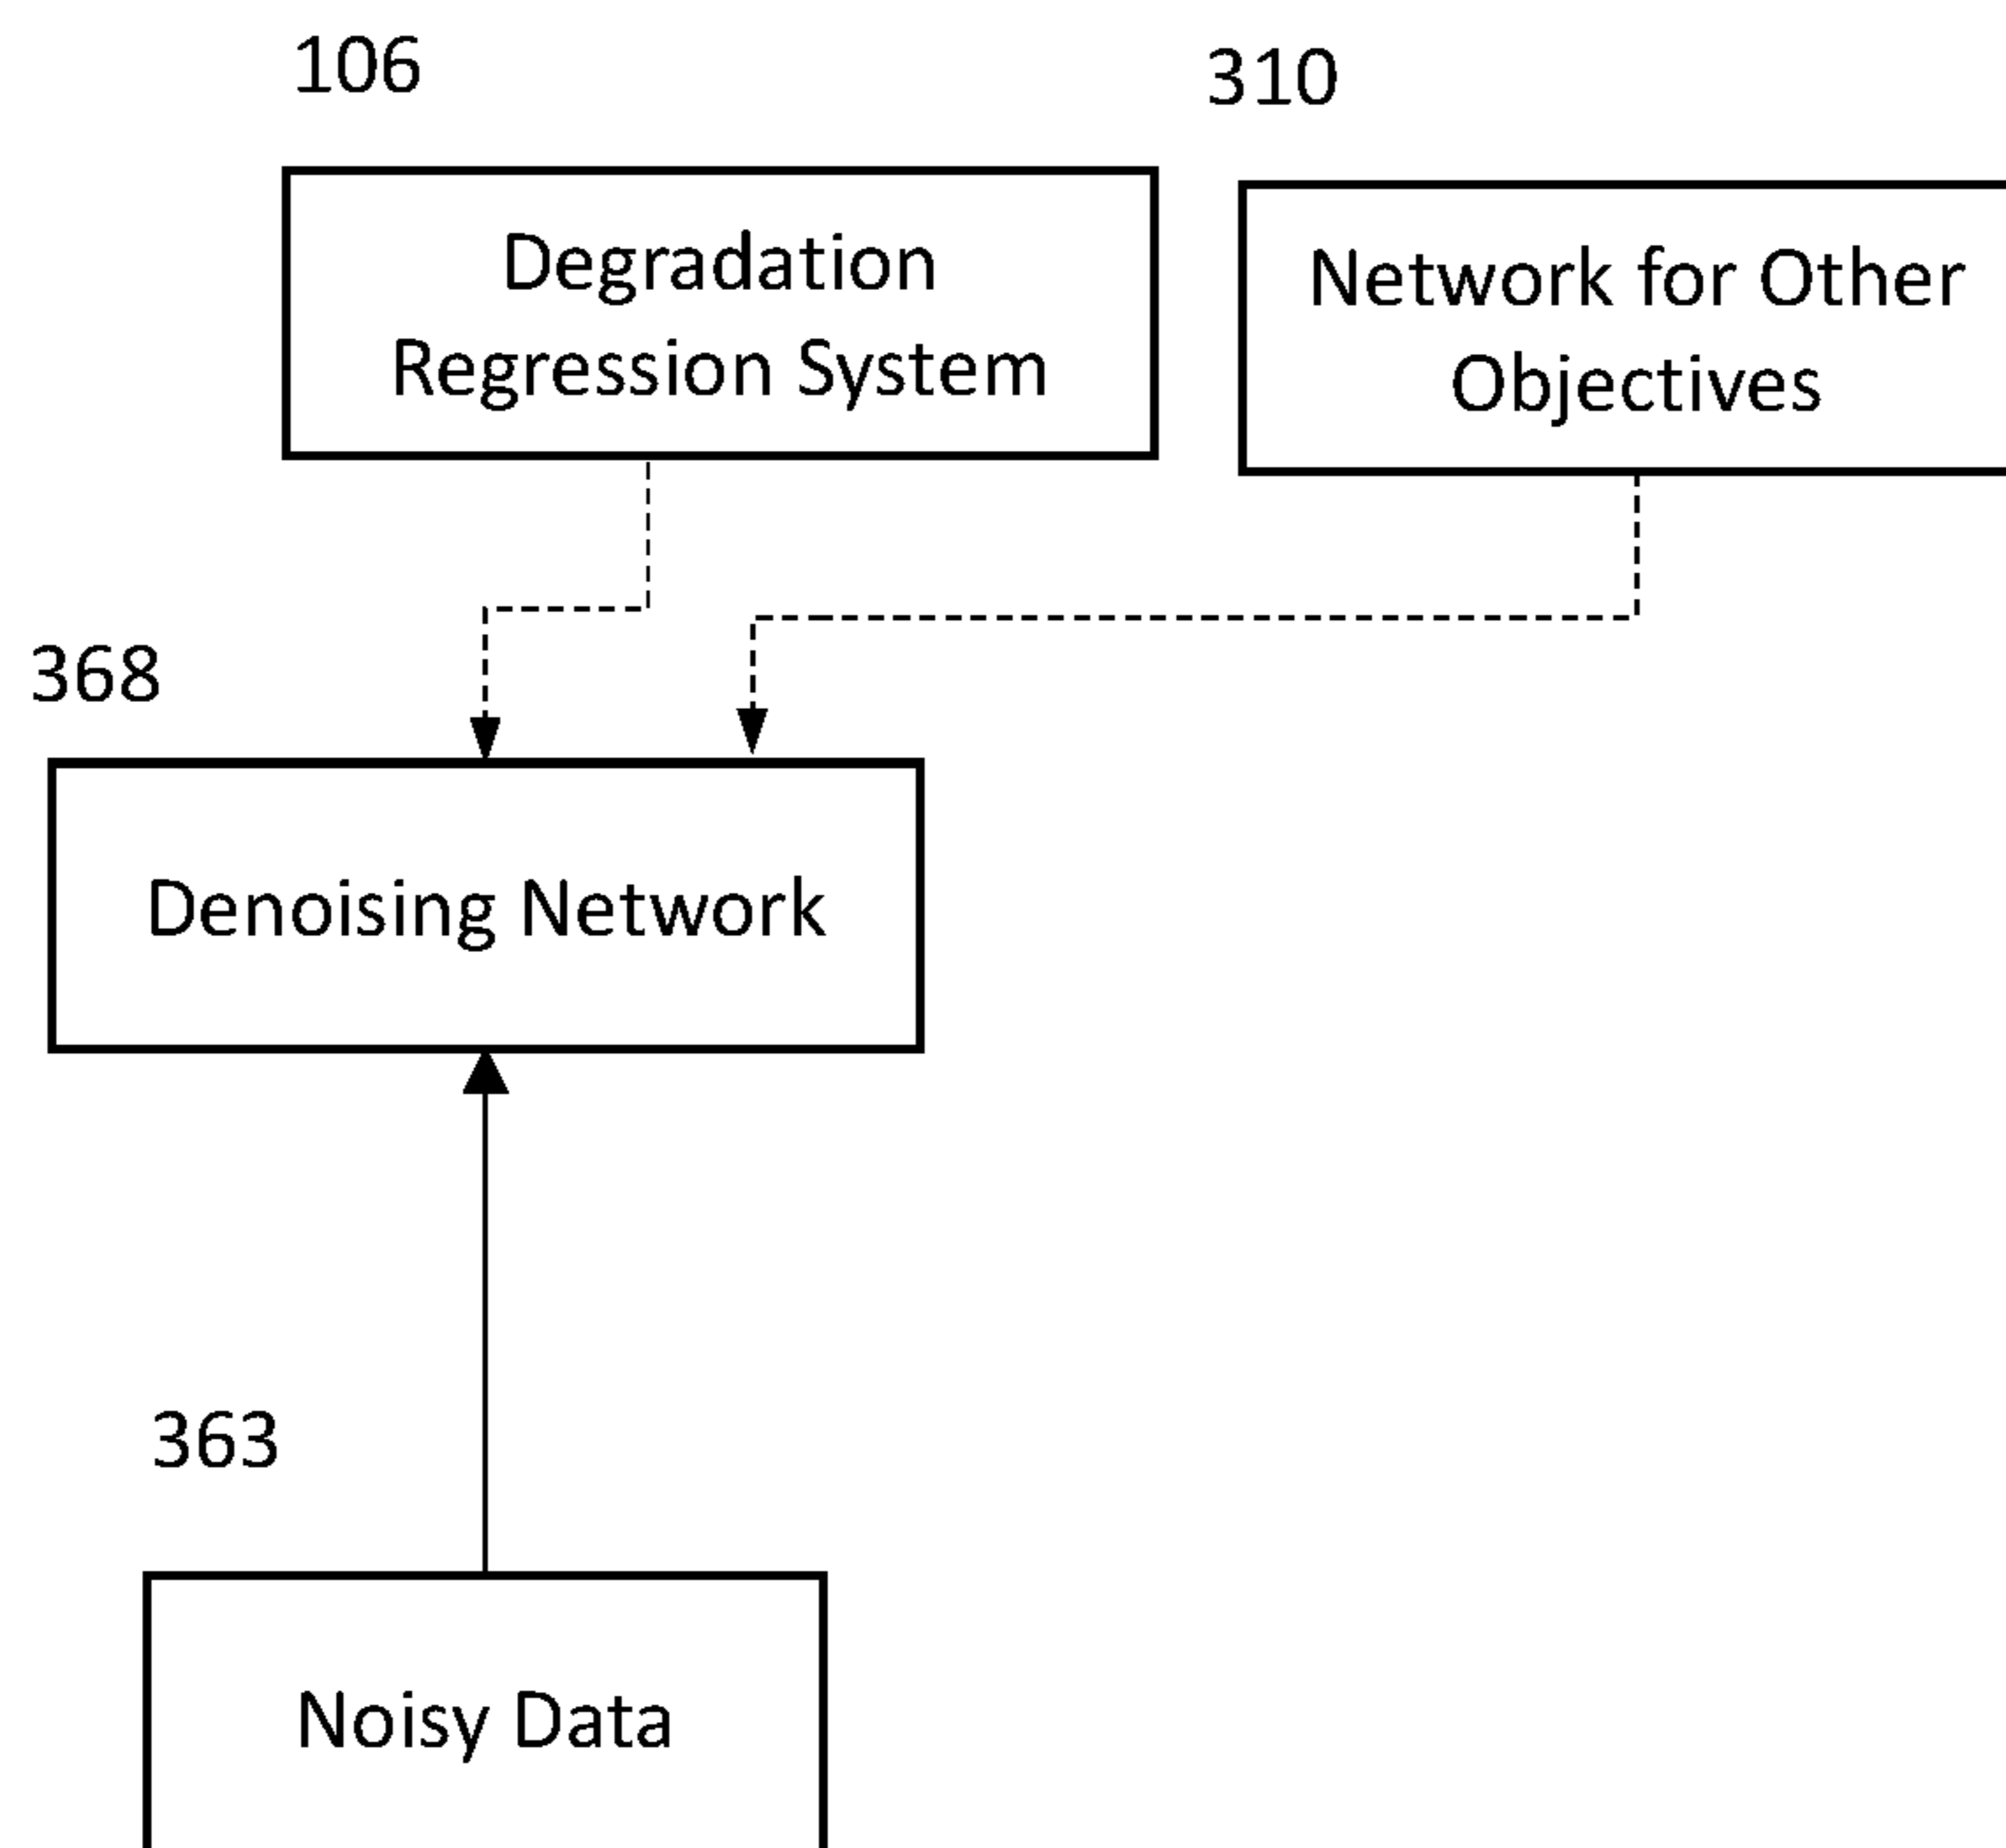 106
310
Degradation
Regression System
Network for Other
Objectives
368
Denoising Network
363
Noisy Data